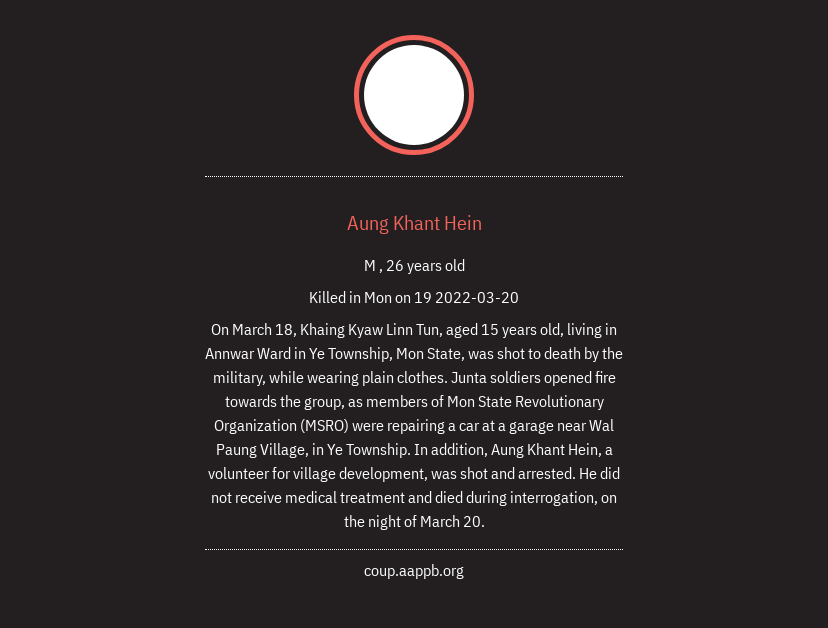 Aung Khant Hein
M , 26 years old
Killed in Mon on 19 2022-03-20
On March 18, Khaing Kyaw Linn Tun, aged 15 years old, living in
Annwar Ward in Ye Township, Mon State, was shot to death by the
military, while wearing plain clothes. Junta soldiers opened fire
towards the group, as members of Mon State Revolutionary
Organization (MSRO) were repairing a car at a garage near Wal
Paung Village, in Ye Township. In addition, Aung Khant Hein, a
volunteer for village development, was shot and arrested. He did
not receive medical treatment and died during interrogation, on
the night of March 20.
coup.aappb.org